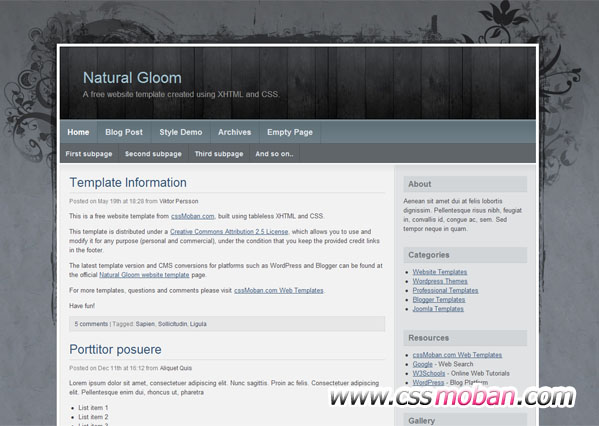 Natural Gloom
A free website template created using XHTML and CSS.
Home Blog Post Style Demo Archives Empty Page
First subpage Second subpage Third subpage And so on..
Template Information
Posted on May 19th at 18:28 from Viktor Persson
This is a free website template from cssMoban.com, built using tableless XHTML and CSS.
This template is distributed under a Creative Commons Attribution 2.5 License, which allows you to use and
modify it for any purpose (personal and commercial), under the condition that you keep the provided credit links
in the footer.
The latest template version and CMS conversions for platforms such as WordPress and Blogger can be found at
the official Natural Gloom website template page.
For more templates, questions and comments please visit cssMoban.com Web Templates.
Have fun!
5 comments | Tagged: Sapien, Sollicitudin, Ligula
Porttitor posuere
Posted on Dec 11th at 16:12 from Aliquet Quis
Lorem ipsum dolor sit amet, consectetuer adipiscing elit. Nunc sagittis. Proin ac felis. Consectetuer adipiscing
elit. Pellentesque enim dui, rhoncus ut, pharetra
List item 1
List item 2
About
Aenean sit amet dui at felis lobortis
dignissim. Pellentesque risus nibh, feugiat
in, convallis id, congue ac, sem. Sed
tempor neque in quam.
Categories
Website Templates
Wordpress Themes
Professional Templates
Blogger Templates
Joomla Templates
Resources
cssMoban.com Web Templates
Google - Web Search
W3Schools - Online Web Tutorials
WordPress - Blog Platform
www.cssmoban.com
Gallery